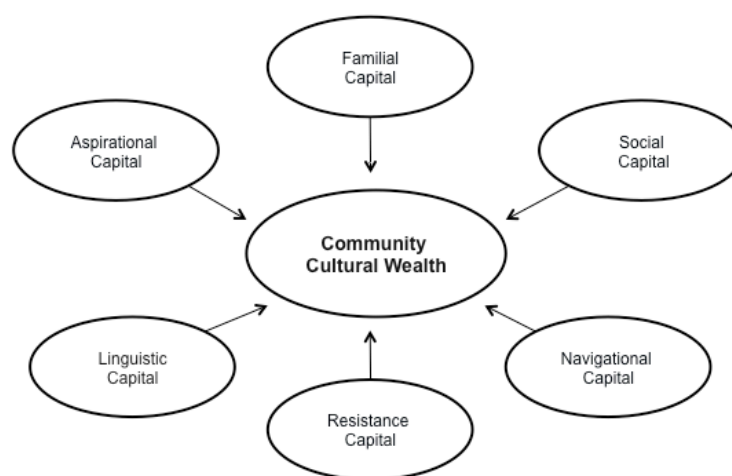 Familial
Capital
Aspirational
Capital
Social
Capital
Community
Cultural Wealth
Linguistic
Capital
Navigational
Capital
Resistance
Capital